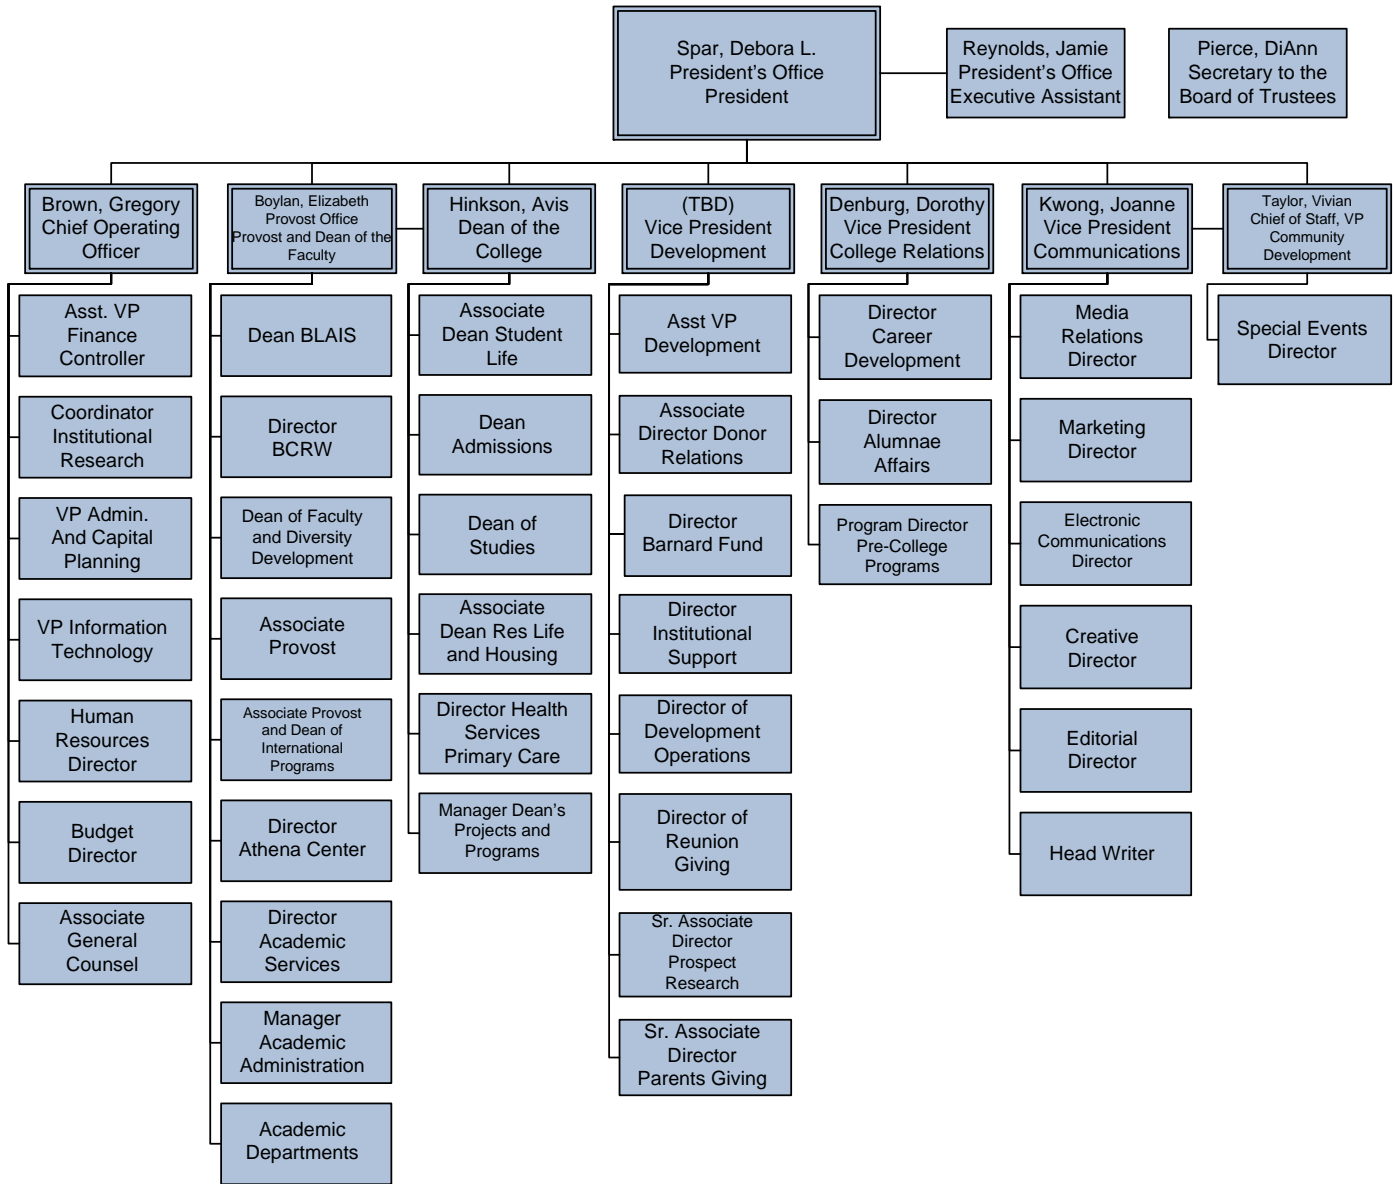 Spar, Debora L.
President's Office
President
Reynolds, Jamie
President's Office
Executive Assistant
Pierce, DiAnn
Secretary to the
Board of Trustees
Brown, Gregory
Chief Operating
Officer
Boylan, Elizabeth
Provost Office
Provost and Dean of the
Faculty
Hinkson, Avis
Dean of the
College
(TBD)
Vice President
Development
Denburg, Dorothy
Vice President
College Relations
Kwong, Joanne
Vice President
Communications
Taylor, Vivian
Chief of Staff, VP
Community
Development
Asst. VP
Finance
Controller
Coordinator
Institutional
Research
VP Admin.
And Capital
Planning
VP Information
Technology
Human
Resources
Director
Budget
Director
Associate
General
Counsel
Dean BLAIS
Director
BCRW
Dean of Faculty
and Diversity
Development
Associate
Provost
Associate Provost
and Dean of
International
Programs
Director
Athena Center
Director
Academic
Services
Manager
Academic
Administration
Academic
Departments
Associate
Dean Student
Life
Dean
Admissions
Dean of
Studies
Associate
Dean Res Life
and Housing
Director Health
Services
Primary Care
Manager Dean's
Projects and
Programs
Asst VP
Development
Associate
Director Donor
Relations
Director
Barnard Fund
Director
Institutional
Support
Director of
Development
Operations
Director of
Reunion
Giving
Sr. Associate
Director
Prospect
Research
Sr. Associate
Director
Parents Giving
Director
Career
Development
Director
Alumnae
Affairs
Program Director
Pre-College
Programs
Media
Relations
Director
Marketing
Director
Electronic
Communications
Director
Creative
Director
Editorial
Director
Head Writer
Special Events
Director